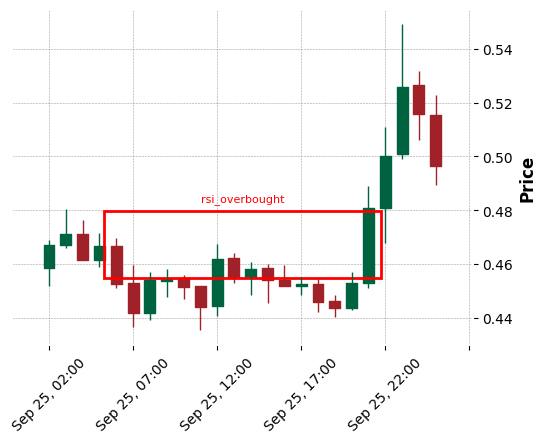 rsi_overbought
0.54
0.52
0.50
0.48
0.46
0.44
Price
Sep 25, 02:00
Sep 25, 07:00
Sep 25, 12:00
Sep 25, 17:00
Sep 25, 22:00